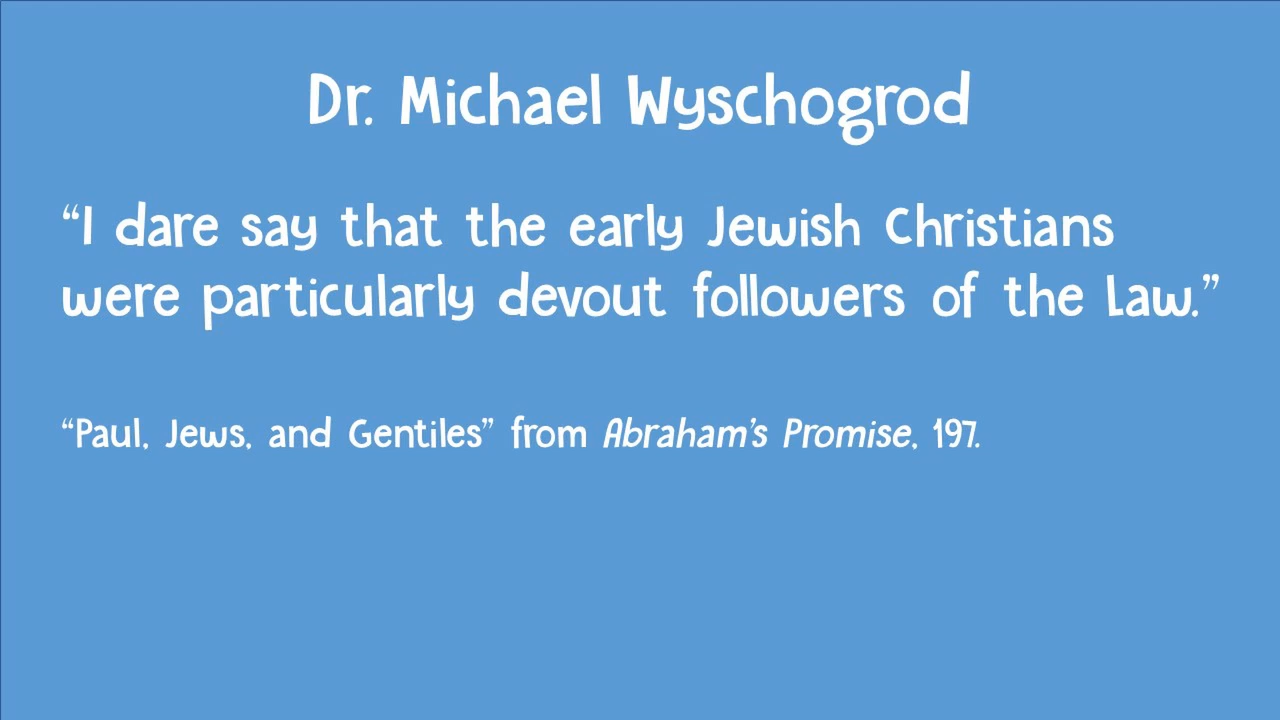 Dr. Michael Wyschogrod
“I dare say that the early Jewish Christians
were particularly devout followers of the Law.”
“Paul, Jews, and Gentiles” from Abraham’s Promise, 197.